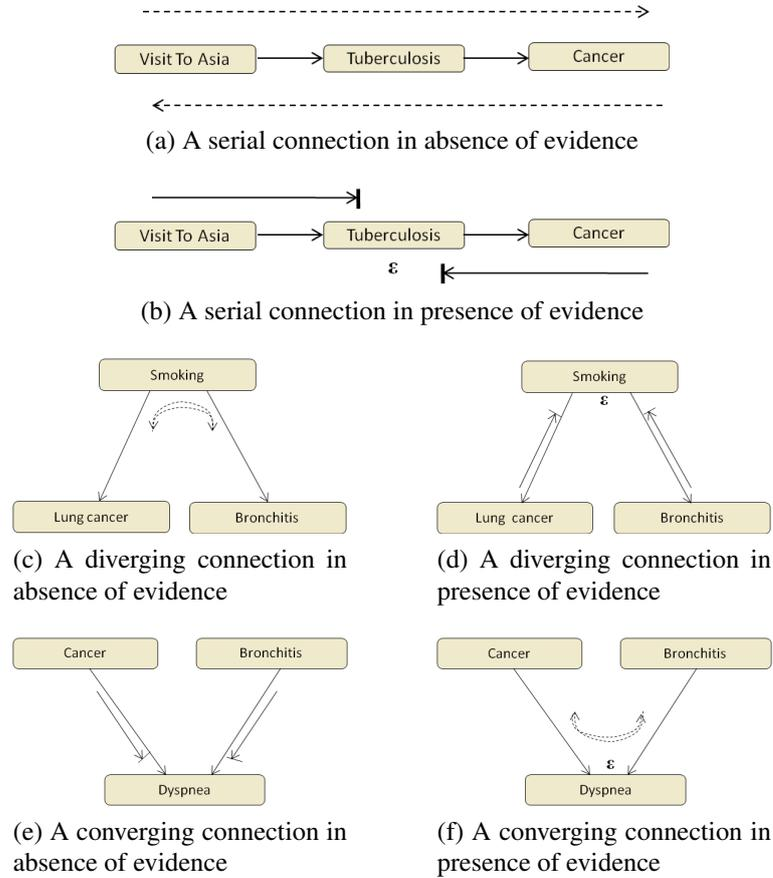 Visit To Asia Tuberculosis Cancer
(a) A serial connection in absence of evidence
Visit To Asia Tuberculosis Cancer
ε
(b) A serial connection in presence of evidence
Smoking
Lung cancer Bronchitis
(c) A diverging connection in
absence of evidence
Smoking
ε
Lung cancer Bronchitis
(d) A diverging connection in
presence of evidence
Cancer Bronchitis
Dyspnea
(e) A converging connection in
absence of evidence
Cancer Bronchitis
ε
Dyspnea
(f) A converging connection in
presence of evidence